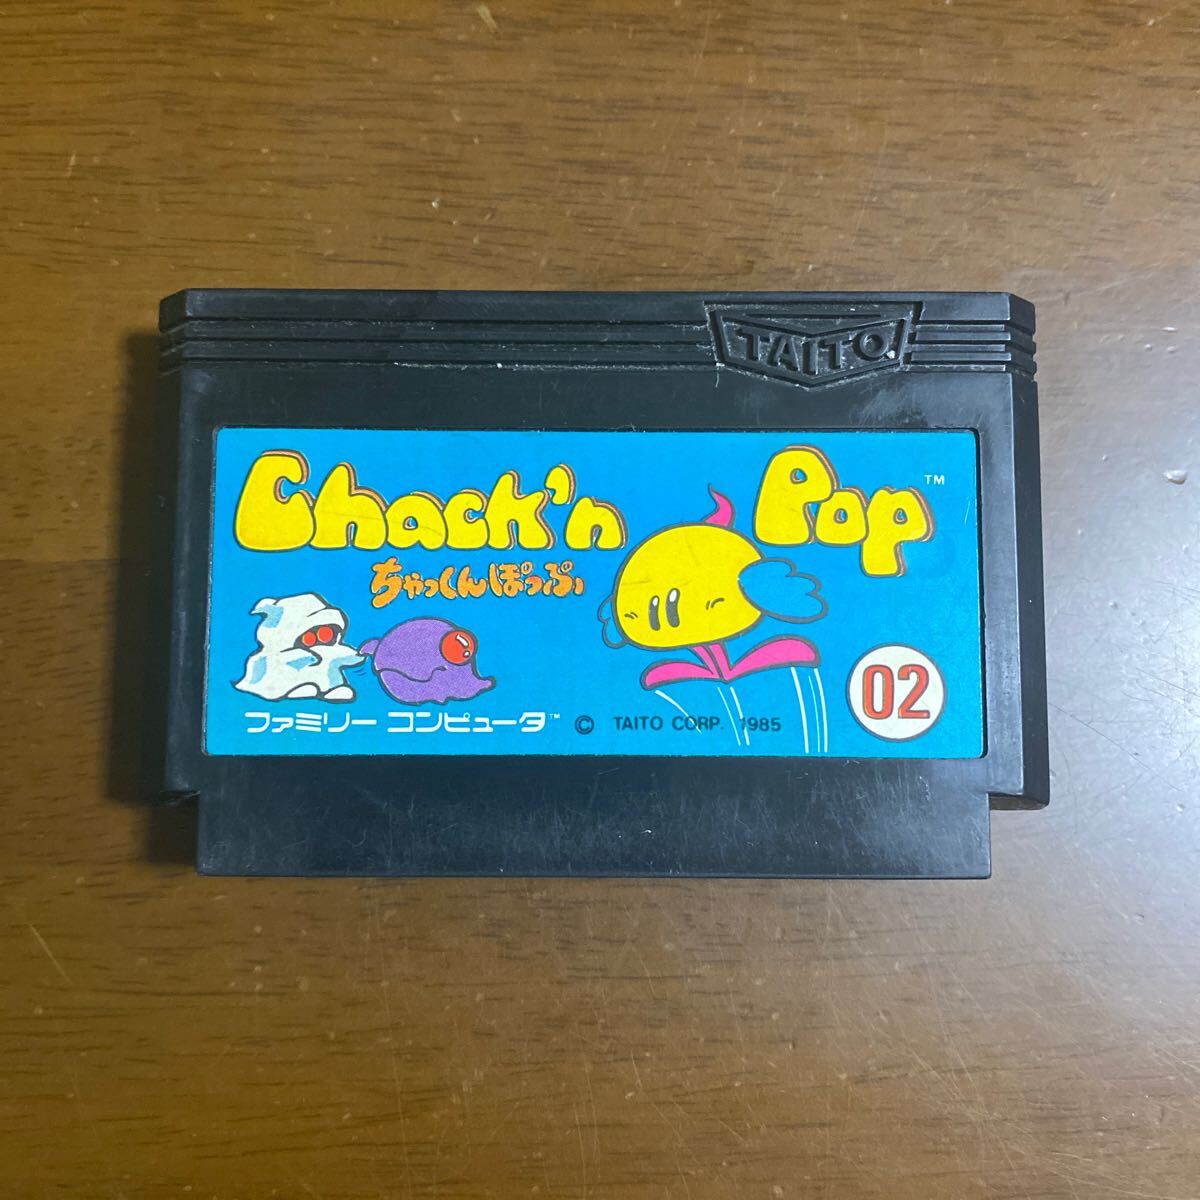 TAITO
Chack'n Pop™
ちゃっくんぽっぷ
02
ファミリー コンピュータ™ © TAITO CORP. 1985